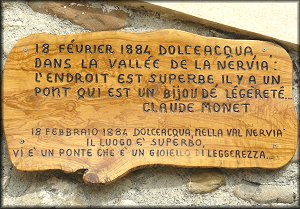 18 FÉVRIER 1884 DOLCEACQUA...
DANS LA VALLÉE DE LA NERVIA:
L'ENDROIT EST SUPERBE, IL Y A UN
PONT QUI EST UN BIJOU DE LÉGÈRETÉ...
CLAUDE MONET
18 FEBBRAIO 1884 DOLCEACQUA, NELLA VAL NERVIA
IL LUOGO E' SUPERBO,
VI E' UN PONTE CHE E' UN GIOIELLO DI LEGGEREZZA...